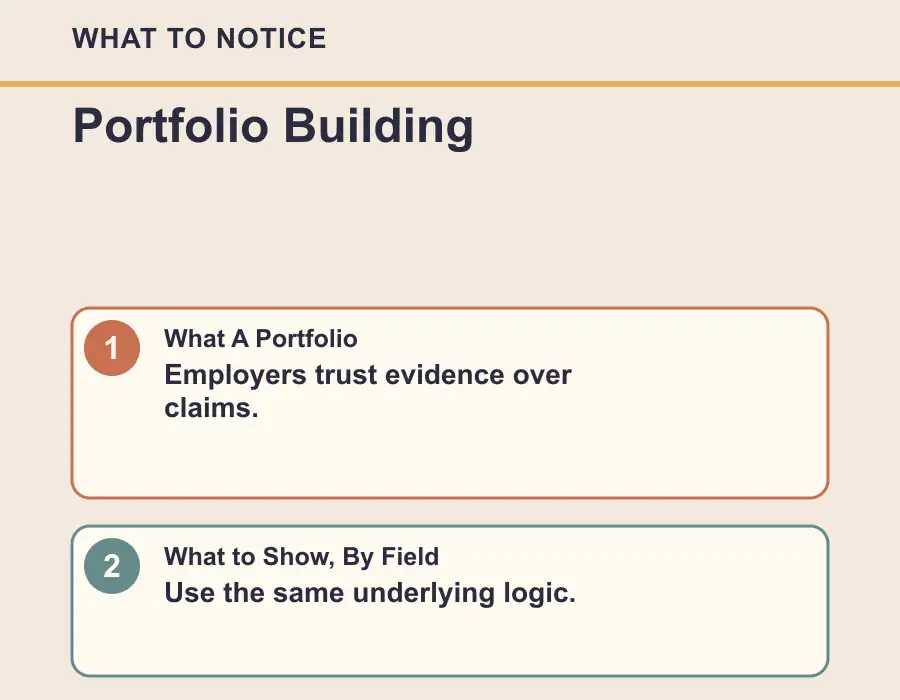 WHAT TO NOTICE
Portfolio Building
1
What A Portfolio
Employers trust evidence over
claims.
2
What to Show, By Field
Use the same underlying logic.